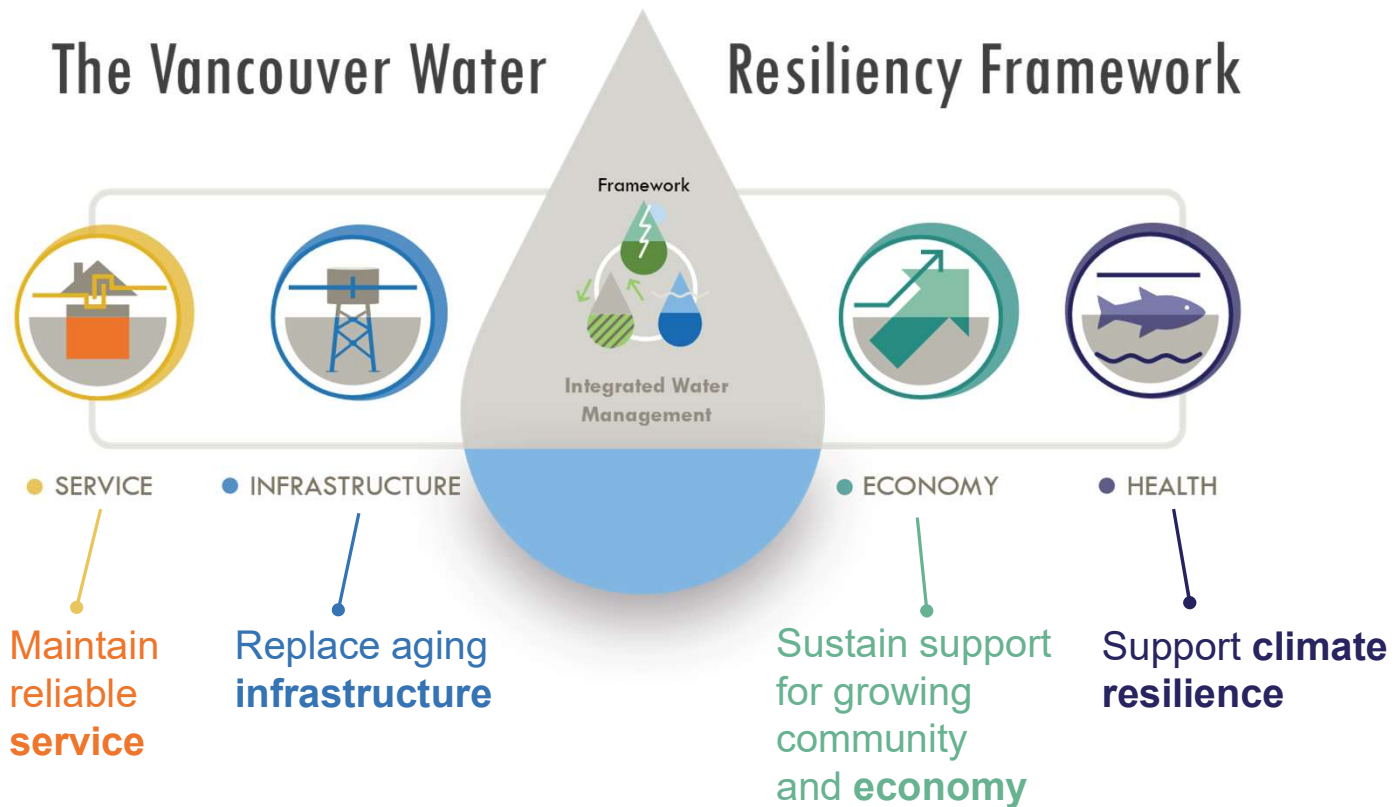 The Vancouver Water Resiliency Framework
Framework
Integrated Water
Management
SERVICE
INFRASTRUCTURE
ECONOMY
HEALTH
Maintain
reliable
service
Replace aging
infrastructure
Sustain support
for growing
community
and economy
Support climate
resilience